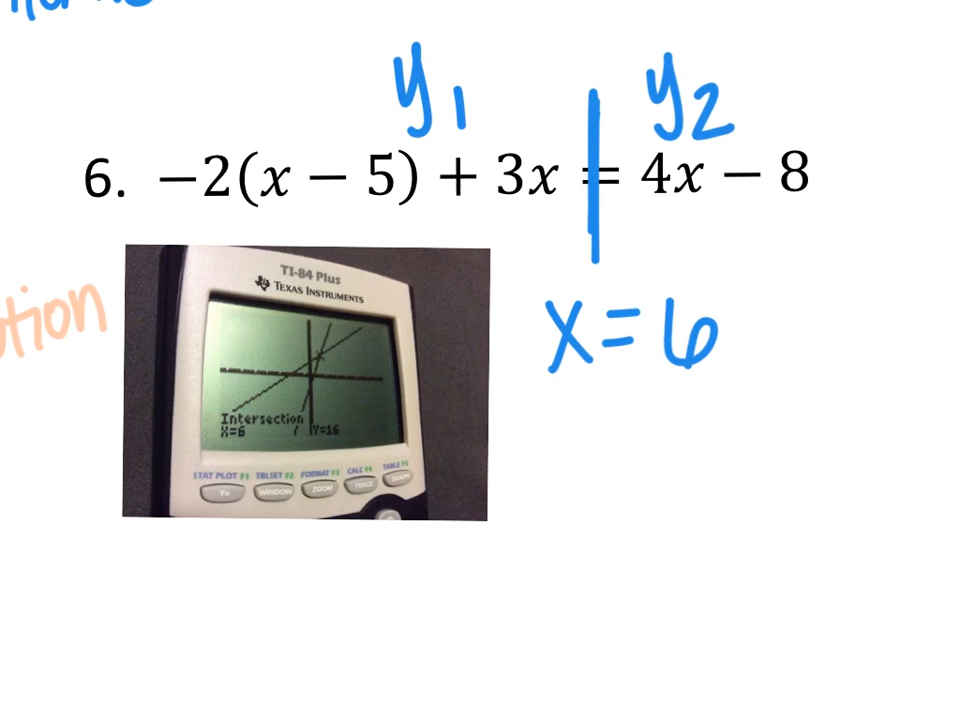 y1 y2
6. −2(x − 5) + 3x = 4x − 8
TI-84 Plus
TEXAS INSTRUMENTS
tion
x = 6
Intersection
X=6 Y=16
STAT PLOT F1 TBLSET F2 FORMAT F3 CALC F4 TABLE F5
Y= WINDOW ZOOM TRACE GRAPH